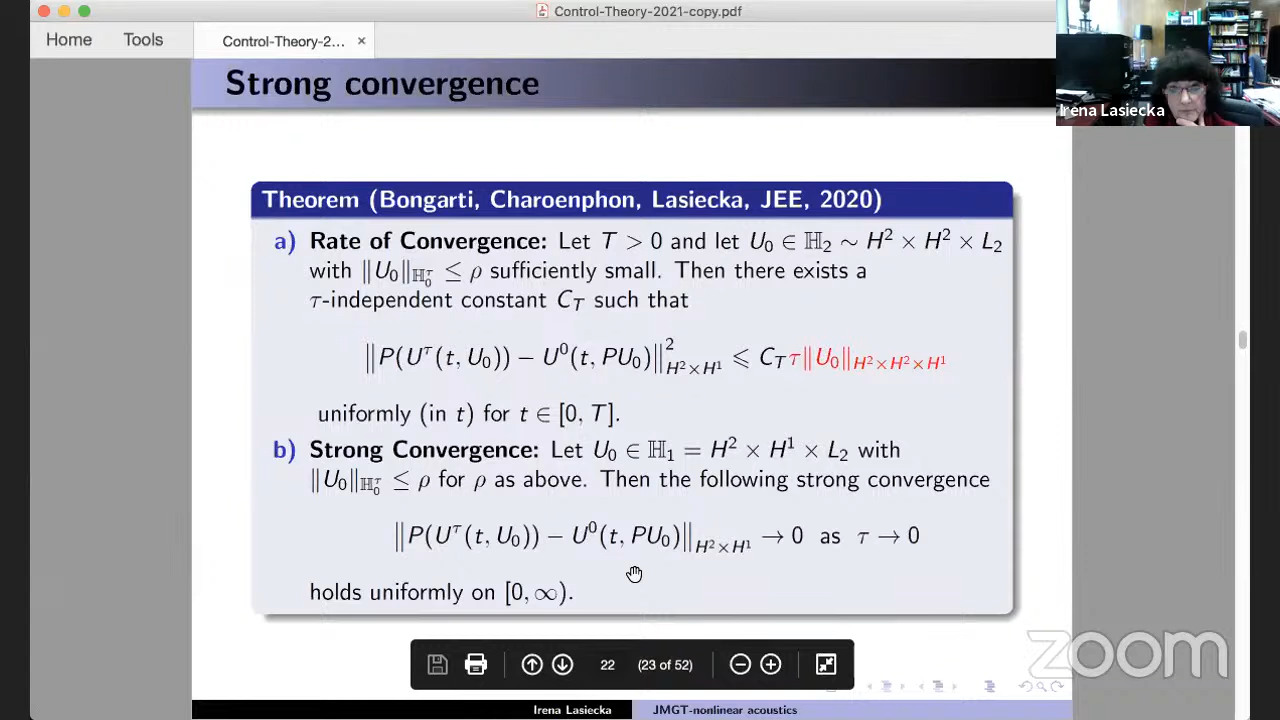 Control-Theory-2021-copy.pdf
Home Tools Control-Theory-2... ×
Strong convergence
Irena Lasiecka
Theorem (Bongarti, Charoenphon, Lasiecka, JEE, 2020)
a) Rate of Convergence: Let T > 0 and let U₀ ∈ ℍ₂ ∼ H² × H² × L₂
with ‖U₀‖_{ℍ₀^τ} ≤ ρ sufficiently small. Then there exists a
τ-independent constant C_T such that
‖P(U^τ(t, U₀)) − U⁰(t, PU₀)‖²_{H²×H¹} ⩽ C_T τ‖U₀‖_{H²×H²×H¹}
uniformly (in t) for t ∈ [0, T].
b) Strong Convergence: Let U₀ ∈ ℍ₁ = H² × H¹ × L₂ with
‖U₀‖_{ℍ₀^τ} ≤ ρ for ρ as above. Then the following strong convergence
‖P(U^τ(t, U₀)) − U⁰(t, PU₀)‖_{H²×H¹} → 0 as τ → 0
holds uniformly on [0, ∞).
22 (23 of 52)
zoom
Irena Lasiecka JMGT-nonlinear acoustics